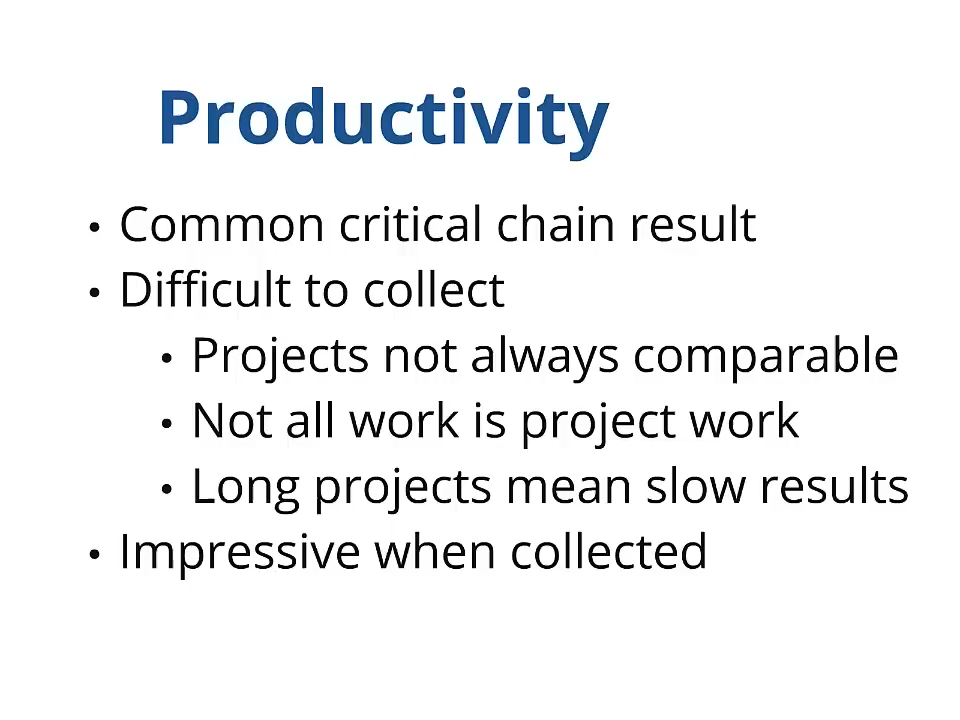 Productivity
• Common critical chain result
• Difficult to collect
• Projects not always comparable
• Not all work is project work
• Long projects mean slow results
• Impressive when collected